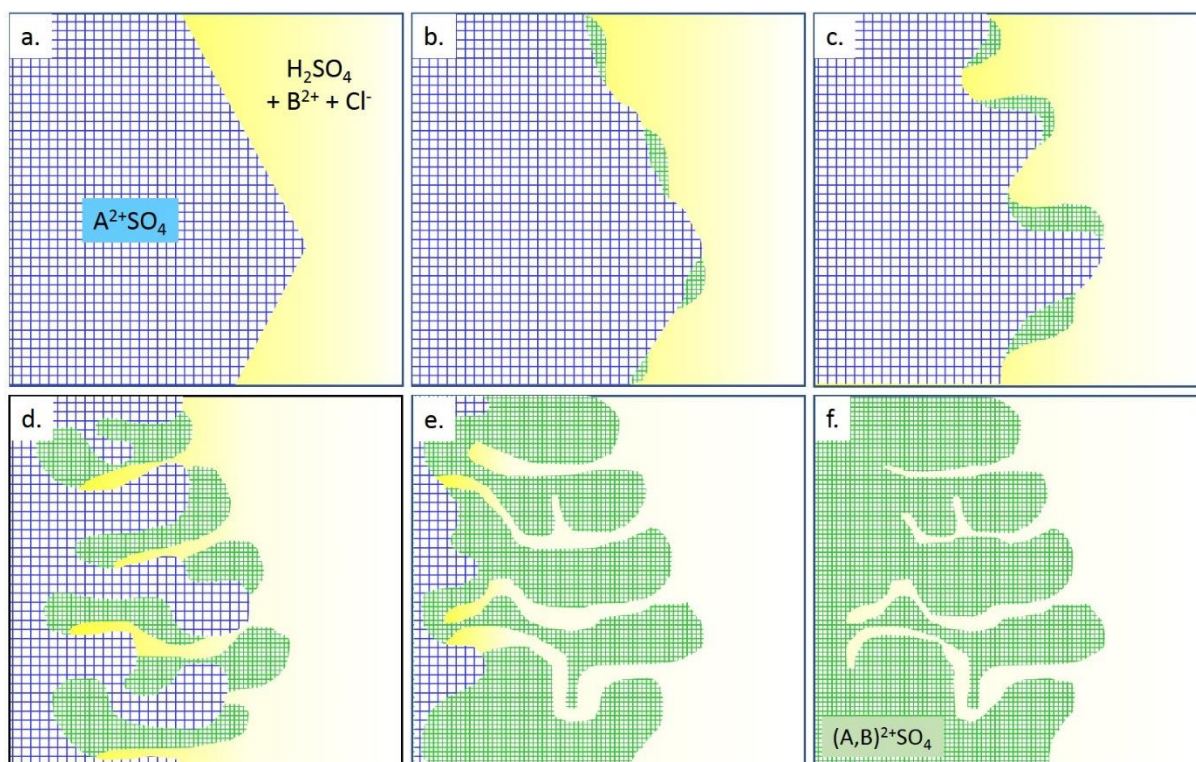 a.
H₂SO₄
+ B²⁺ + Cl⁻
A²⁺SO₄
b.
c.
d.
e.
f.
(A,B)²⁺SO₄